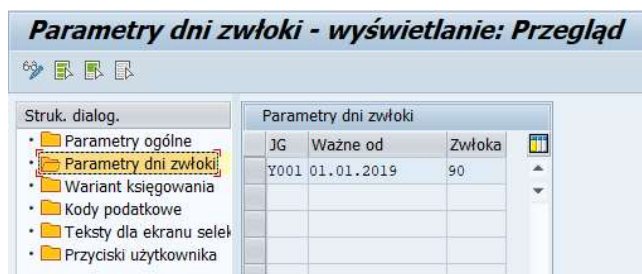 Parametry dni zwłoki - wyświetlanie: Przegląd
Struk. dialog.
Parametry ogólne
Parametry dni zwłoki
Wariant księgowania
Kody podatkowe
Teksty dla ekranu selek
Przyciski użytkownika
Parametry dni zwłoki
JG Ważne od Zwłoka
Y001 01.01.2019 90